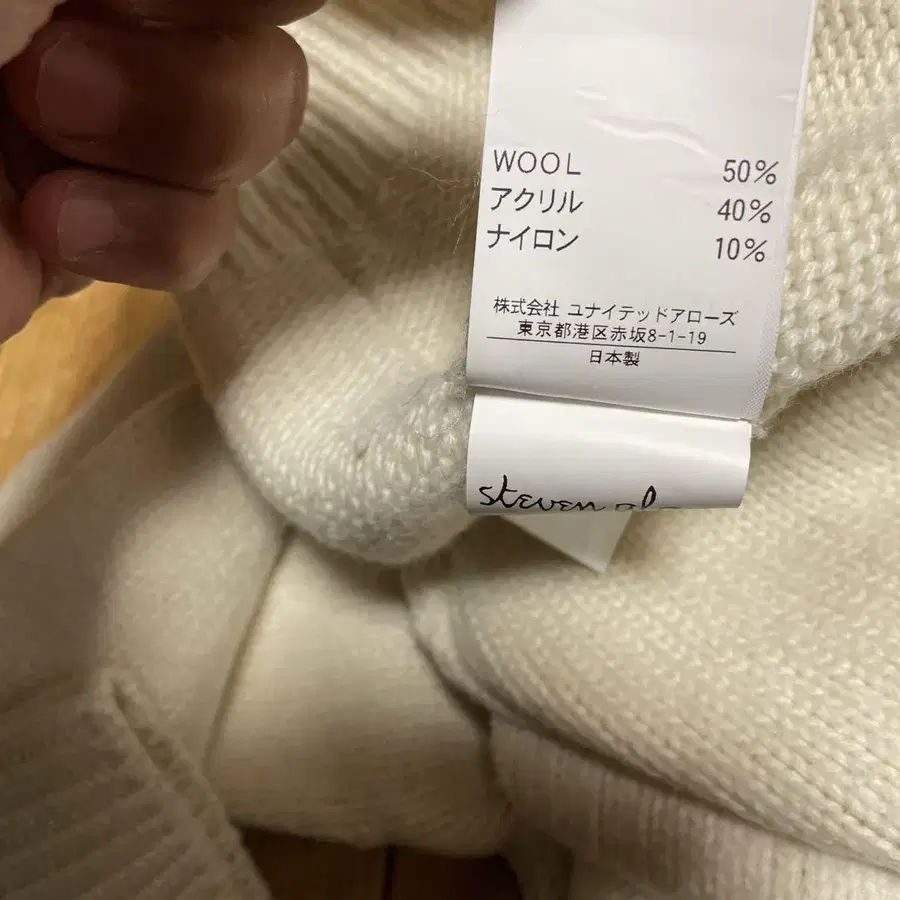 WOOL 50%
アクリル 40%
ナイロン 10%
株式会社 ユナイテッドアローズ
東京都港区赤坂8-1-19
日本製
steven